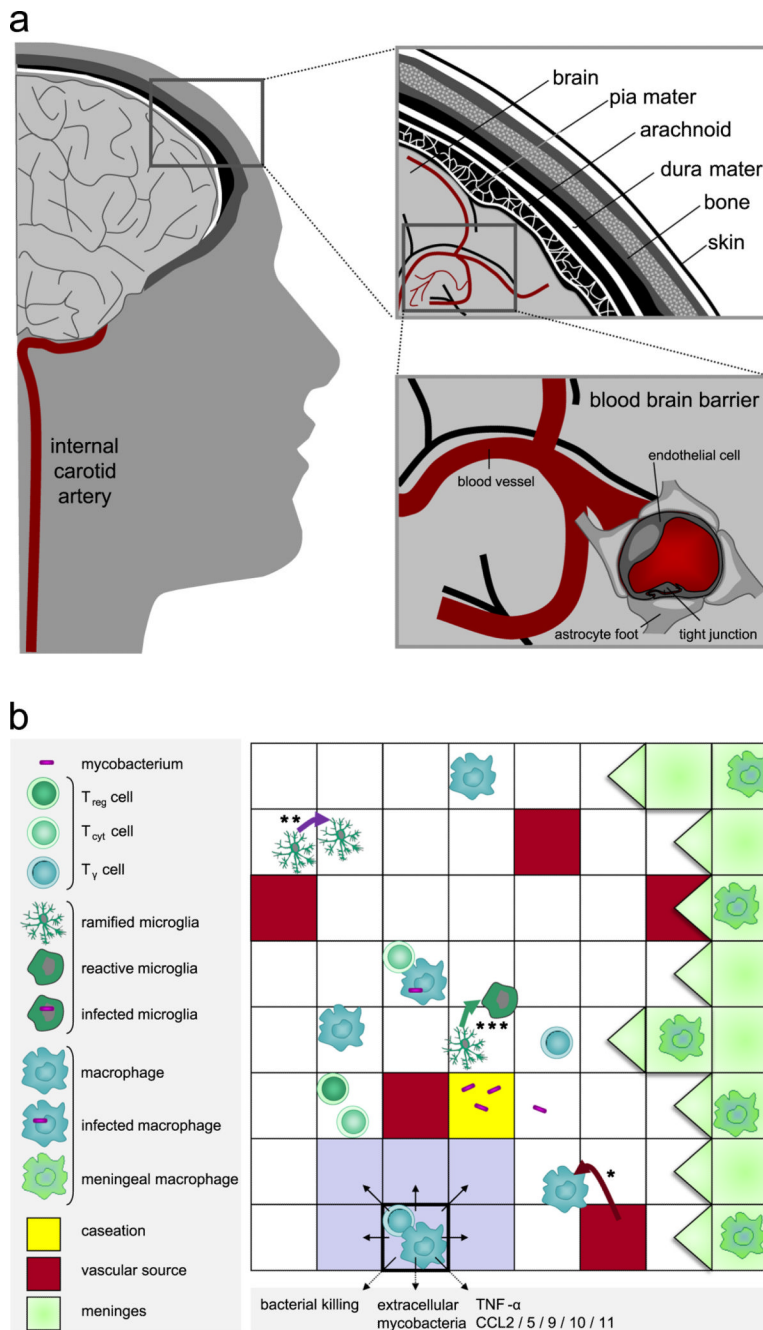 a
brain
pia mater
arachnoid
dura mater
bone
skin
internal
carotid
artery
blood brain barrier
endothelial cell
blood vessel
astrocyte foot
tight junction
b
mycobacterium
Treg cell
Tcyt cell
Tγ cell
ramified microglia
reactive microglia
infected microglia
macrophage
infected macrophage
meningeal macrophage
caseation
vascular source
meninges
**
***
*
bacterial killing
extracellular
mycobacteria
TNF-α
CCL2 / 5 / 9 / 10 / 11